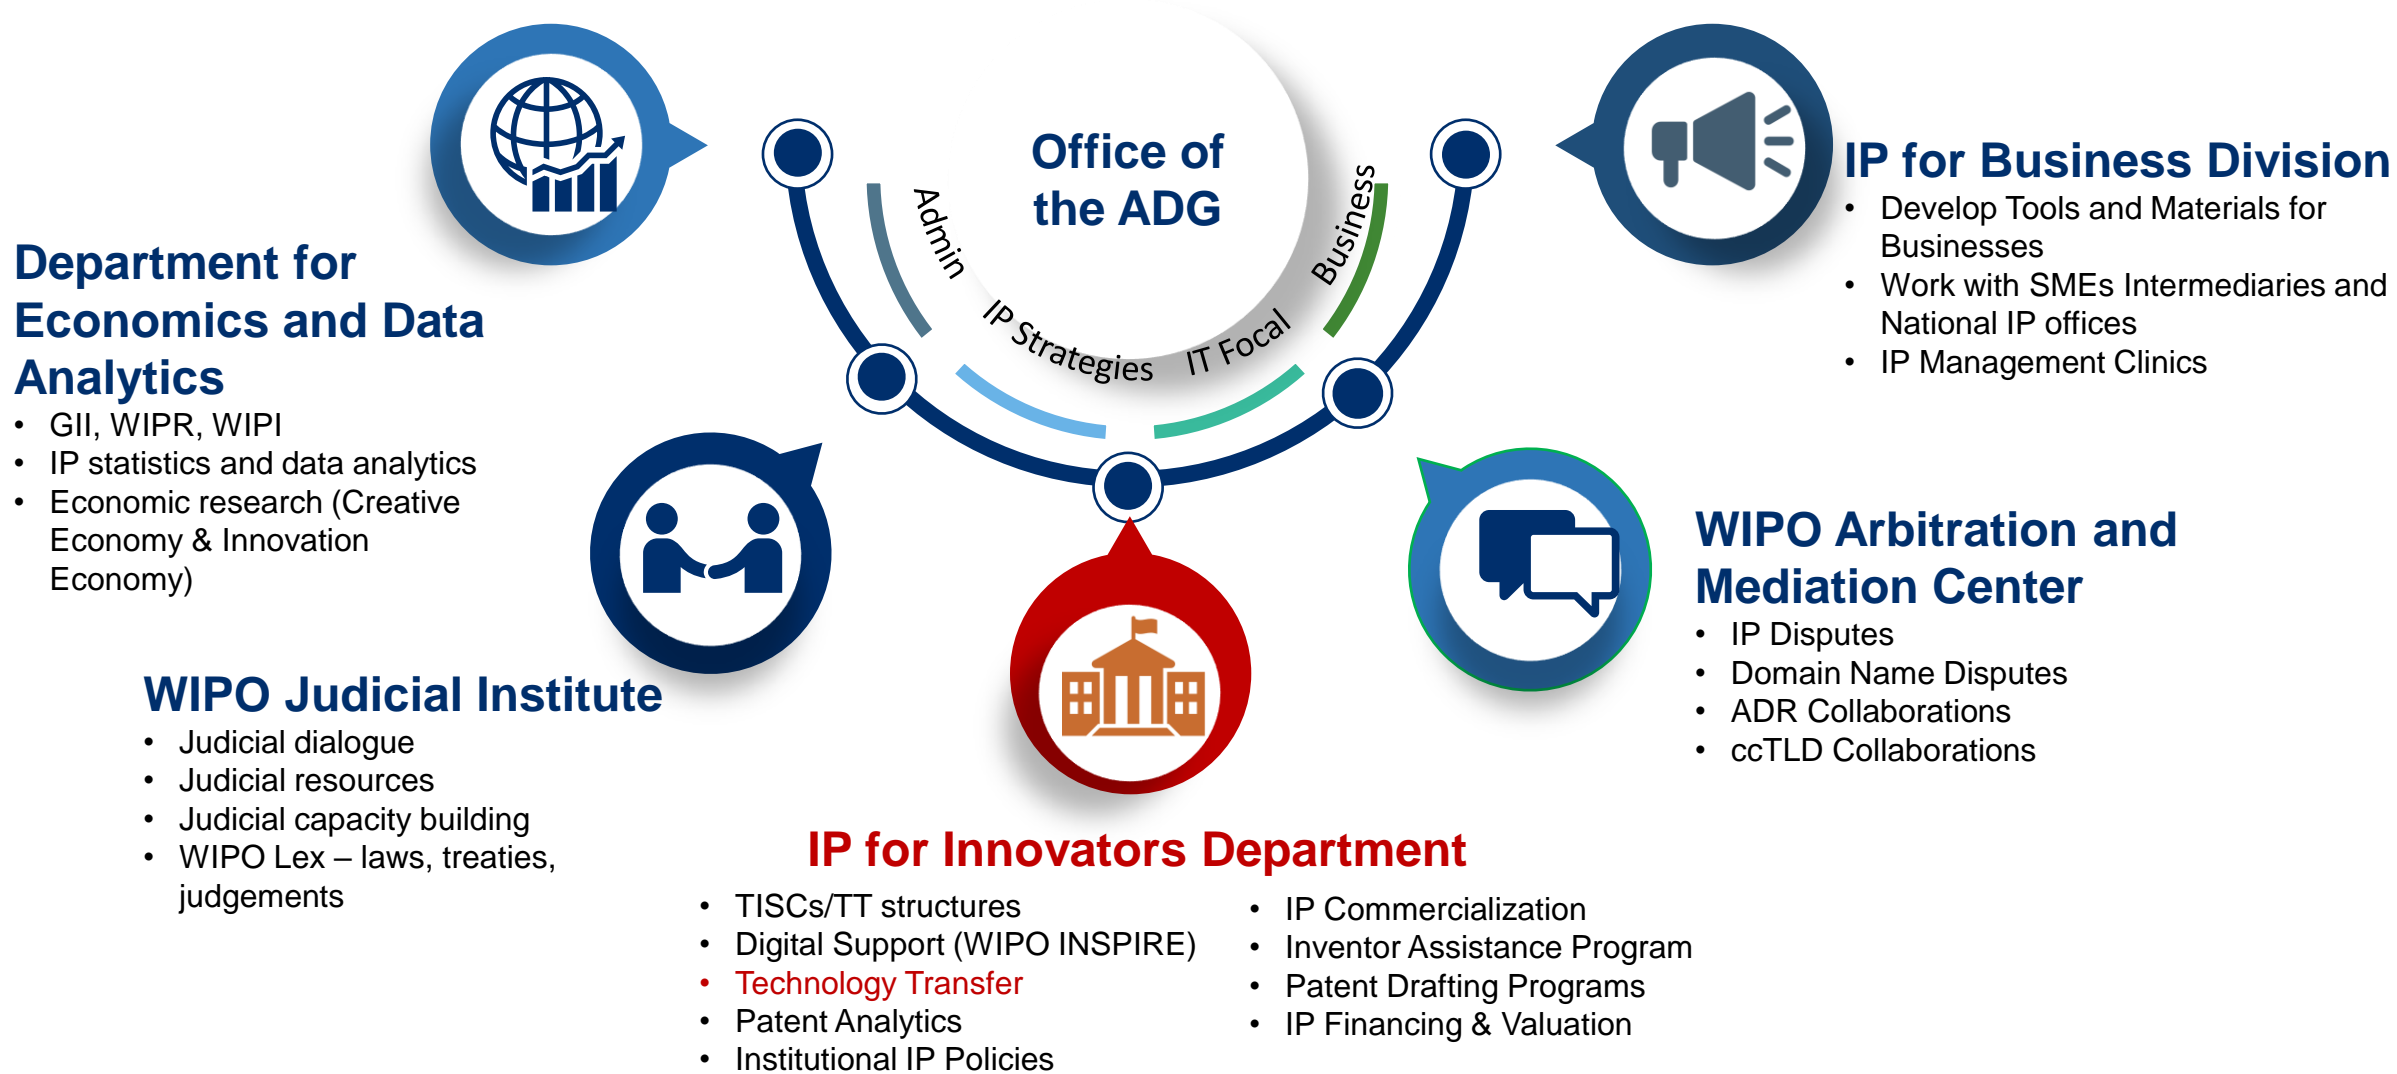 Office of
the ADG
Admin
IP Strategies
IT Focal
Business
Department for
Economics and Data
Analytics
• GII, WIPR, WIPI
• IP statistics and data analytics
• Economic research (Creative
Economy & Innovation
Economy)
WIPO Judicial Institute
• Judicial dialogue
• Judicial resources
• Judicial capacity building
• WIPO Lex – laws, treaties,
judgements
IP for Innovators Department
• TISCs/TT structures
• Digital Support (WIPO INSPIRE)
• Technology Transfer
• Patent Analytics
• Institutional IP Policies
• IP Commercialization
• Inventor Assistance Program
• Patent Drafting Programs
• IP Financing & Valuation
WIPO Arbitration and
Mediation Center
• IP Disputes
• Domain Name Disputes
• ADR Collaborations
• ccTLD Collaborations
IP for Business Division
• Develop Tools and Materials for
Businesses
• Work with SMEs Intermediaries and
National IP offices
• IP Management Clinics